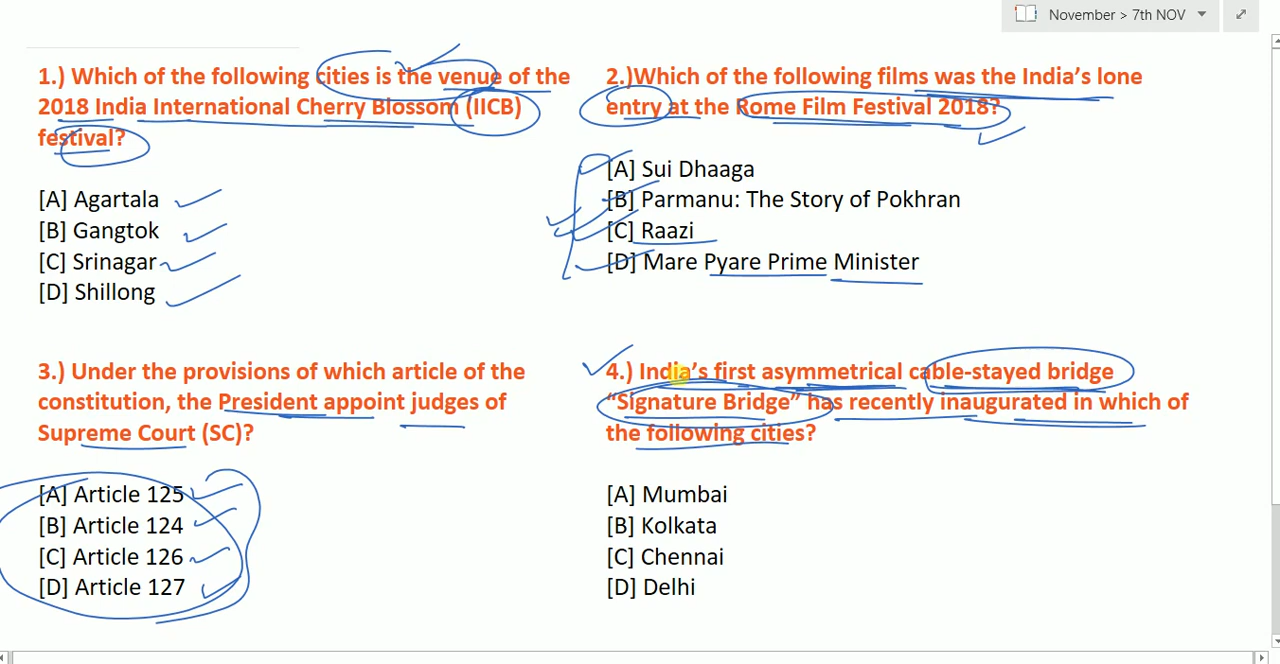 November > 7th NOV
1.) Which of the following cities is the venue of the
2018 India International Cherry Blossom (IICB)
festival?
[A] Agartala
[B] Gangtok
[C] Srinagar
[D] Shillong
2.)Which of the following films was the India's lone
entry at the Rome Film Festival 2018?
[A] Sui Dhaaga
[B] Parmanu: The Story of Pokhran
[C] Raazi
[D] Mare Pyare Prime Minister
3.) Under the provisions of which article of the
constitution, the President appoint judges of
Supreme Court (SC)?
[A] Article 125
[B] Article 124
[C] Article 126
[D] Article 127
4.) India's first asymmetrical cable-stayed bridge
“Signature Bridge” has recently inaugurated in which of
the following cities?
[A] Mumbai
[B] Kolkata
[C] Chennai
[D] Delhi